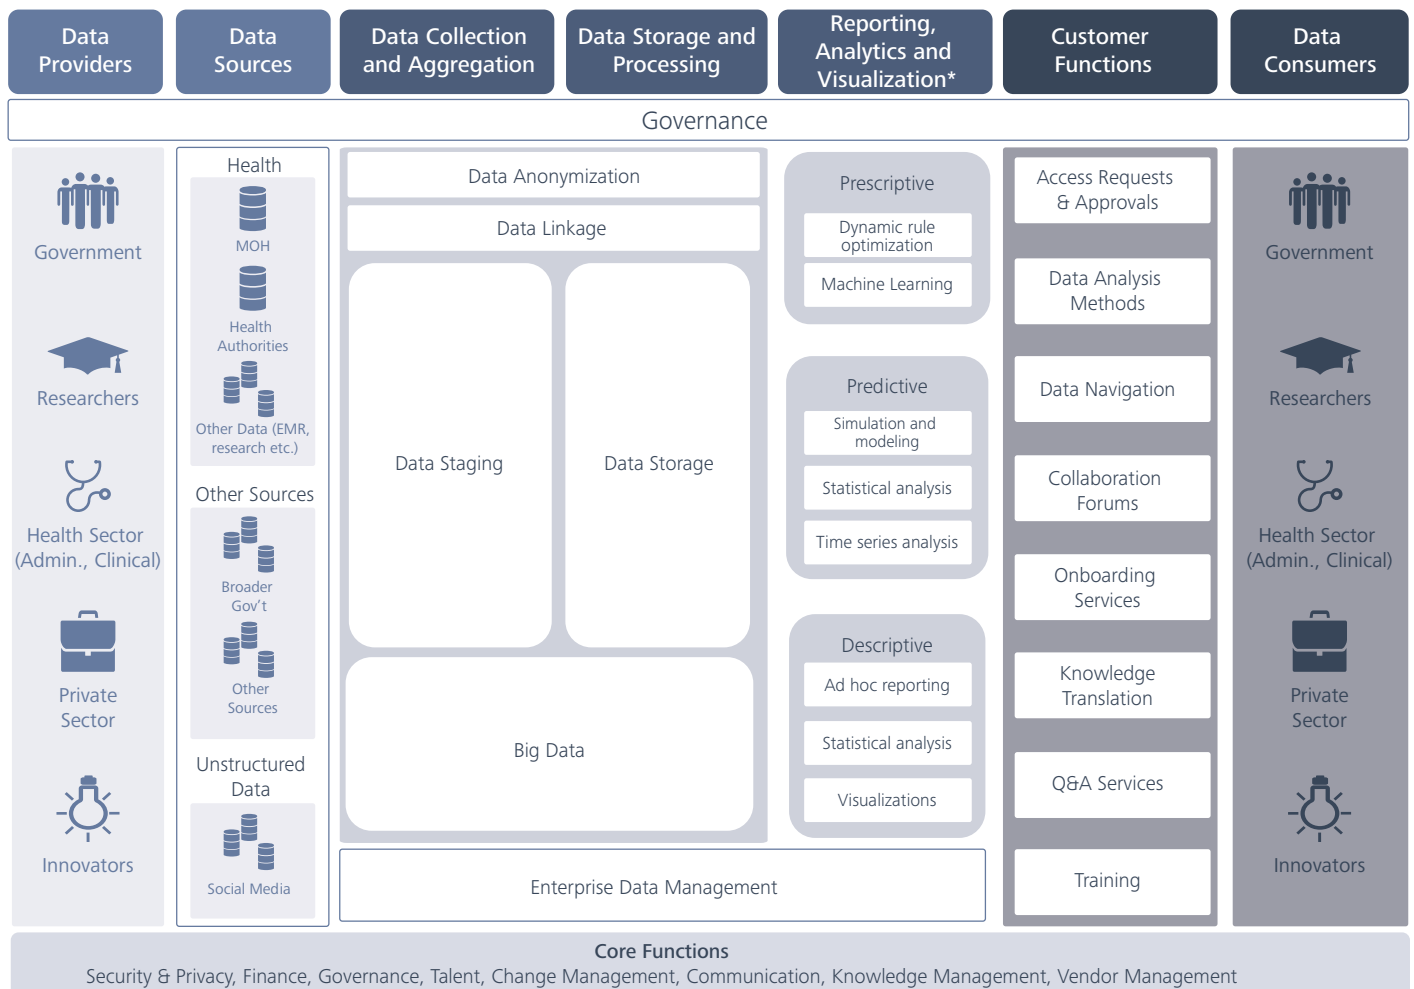 Data
Providers
Data
Sources
Data Collection
and Aggregation
Data Storage and
Processing
Reporting,
Analytics and
Visualization*
Customer
Functions
Data
Consumers
Governance
Government
Researchers
Health Sector
(Admin., Clinical)
Private
Sector
Innovators
Health
MOH
Health
Authorities
Other Data (EMR,
research etc.)
Other Sources
Broader
Gov't
Other
Sources
Unstructured
Data
Social Media
Data Anonymization
Data Linkage
Data Staging
Data Storage
Big Data
Enterprise Data Management
Prescriptive
Dynamic rule
optimization
Machine Learning
Predictive
Simulation and
modeling
Statistical analysis
Time series analysis
Descriptive
Ad hoc reporting
Statistical analysis
Visualizations
Access Requests
& Approvals
Data Analysis
Methods
Data Navigation
Collaboration
Forums
Onboarding
Services
Knowledge
Translation
Q&A Services
Training
Government
Researchers
Health Sector
(Admin., Clinical)
Private
Sector
Innovators
Core Functions
Security & Privacy, Finance, Governance, Talent, Change Management, Communication, Knowledge Management, Vendor Management